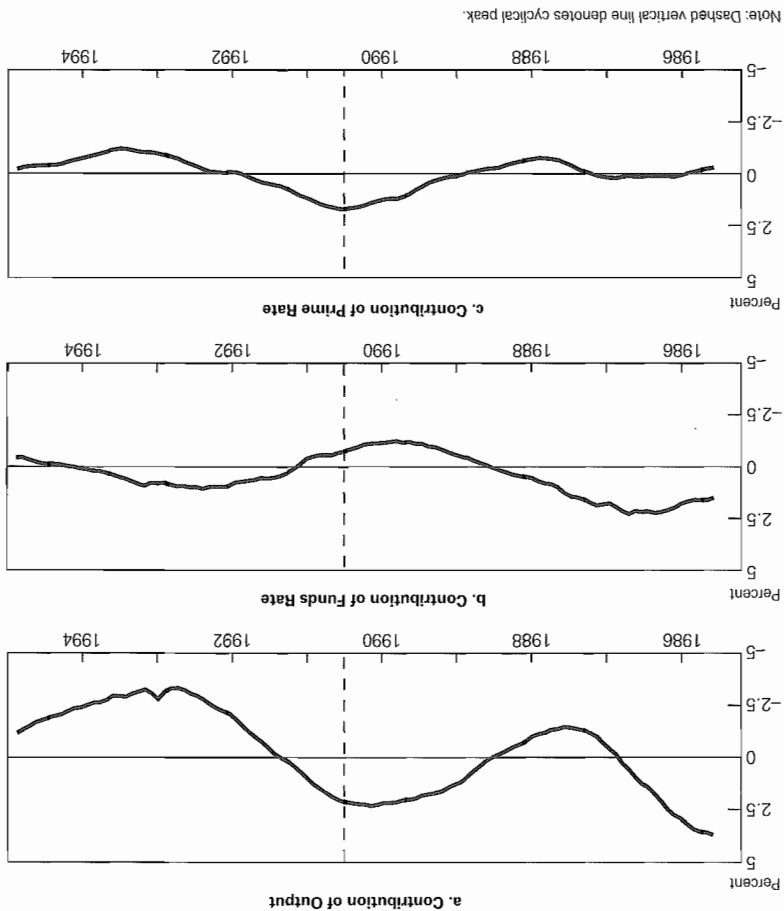 a. Contribution of Output
Percent
5
2.5
0
–2.5
–5
1986 1988 1990 1992 1994
b. Contribution of Funds Rate
Percent
5
2.5
0
–2.5
–5
1986 1988 1990 1992 1994
c. Contribution of Prime Rate
Percent
5
2.5
0
–2.5
–5
1986 1988 1990 1992 1994
Note: Dashed vertical line denotes cyclical peak.